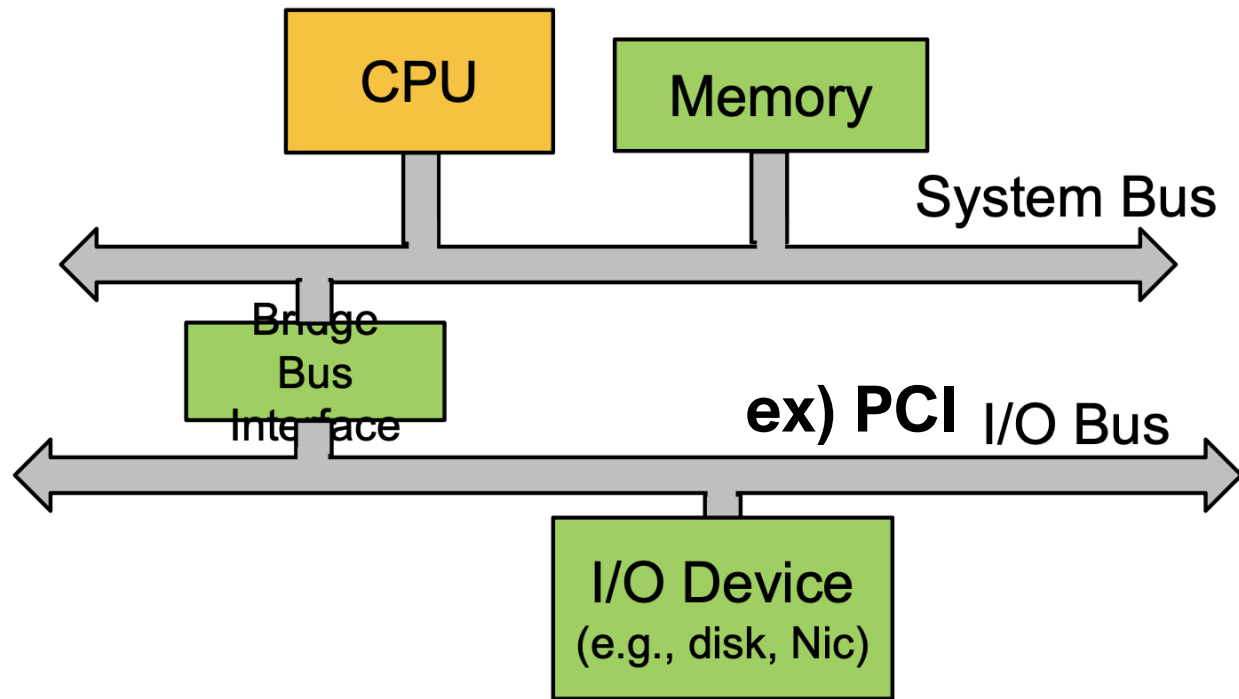 CPU
Memory
System Bus
Bridge
Bus
Interface
ex) PCI I/O Bus
I/O Device
(e.g., disk, Nic)